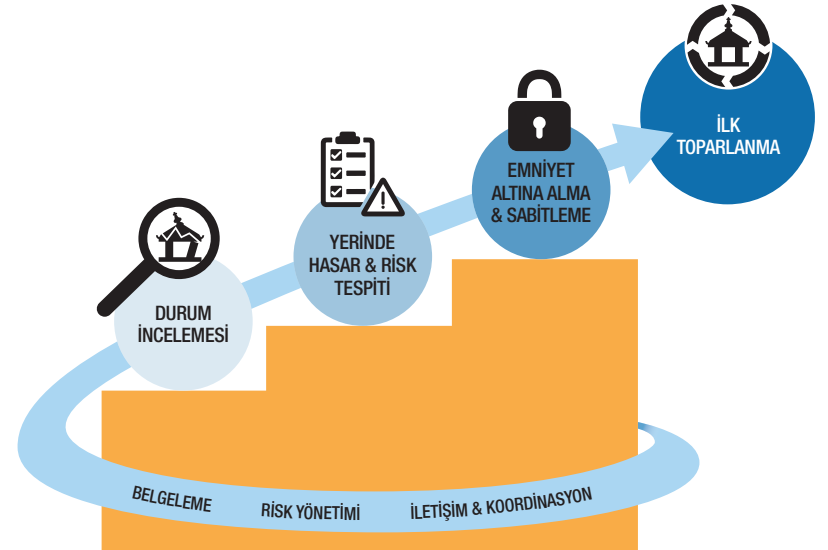 DURUM
İNCELEMESİ
YERİNDE
HASAR & RİSK
TESPİTİ
EMNİYET
ALTINA ALMA
& SABİTLEME
İLK
TOPARLANMA
BELGELEME
RİSK YÖNETİMİ
İLETİŞİM & KOORDİNASYON